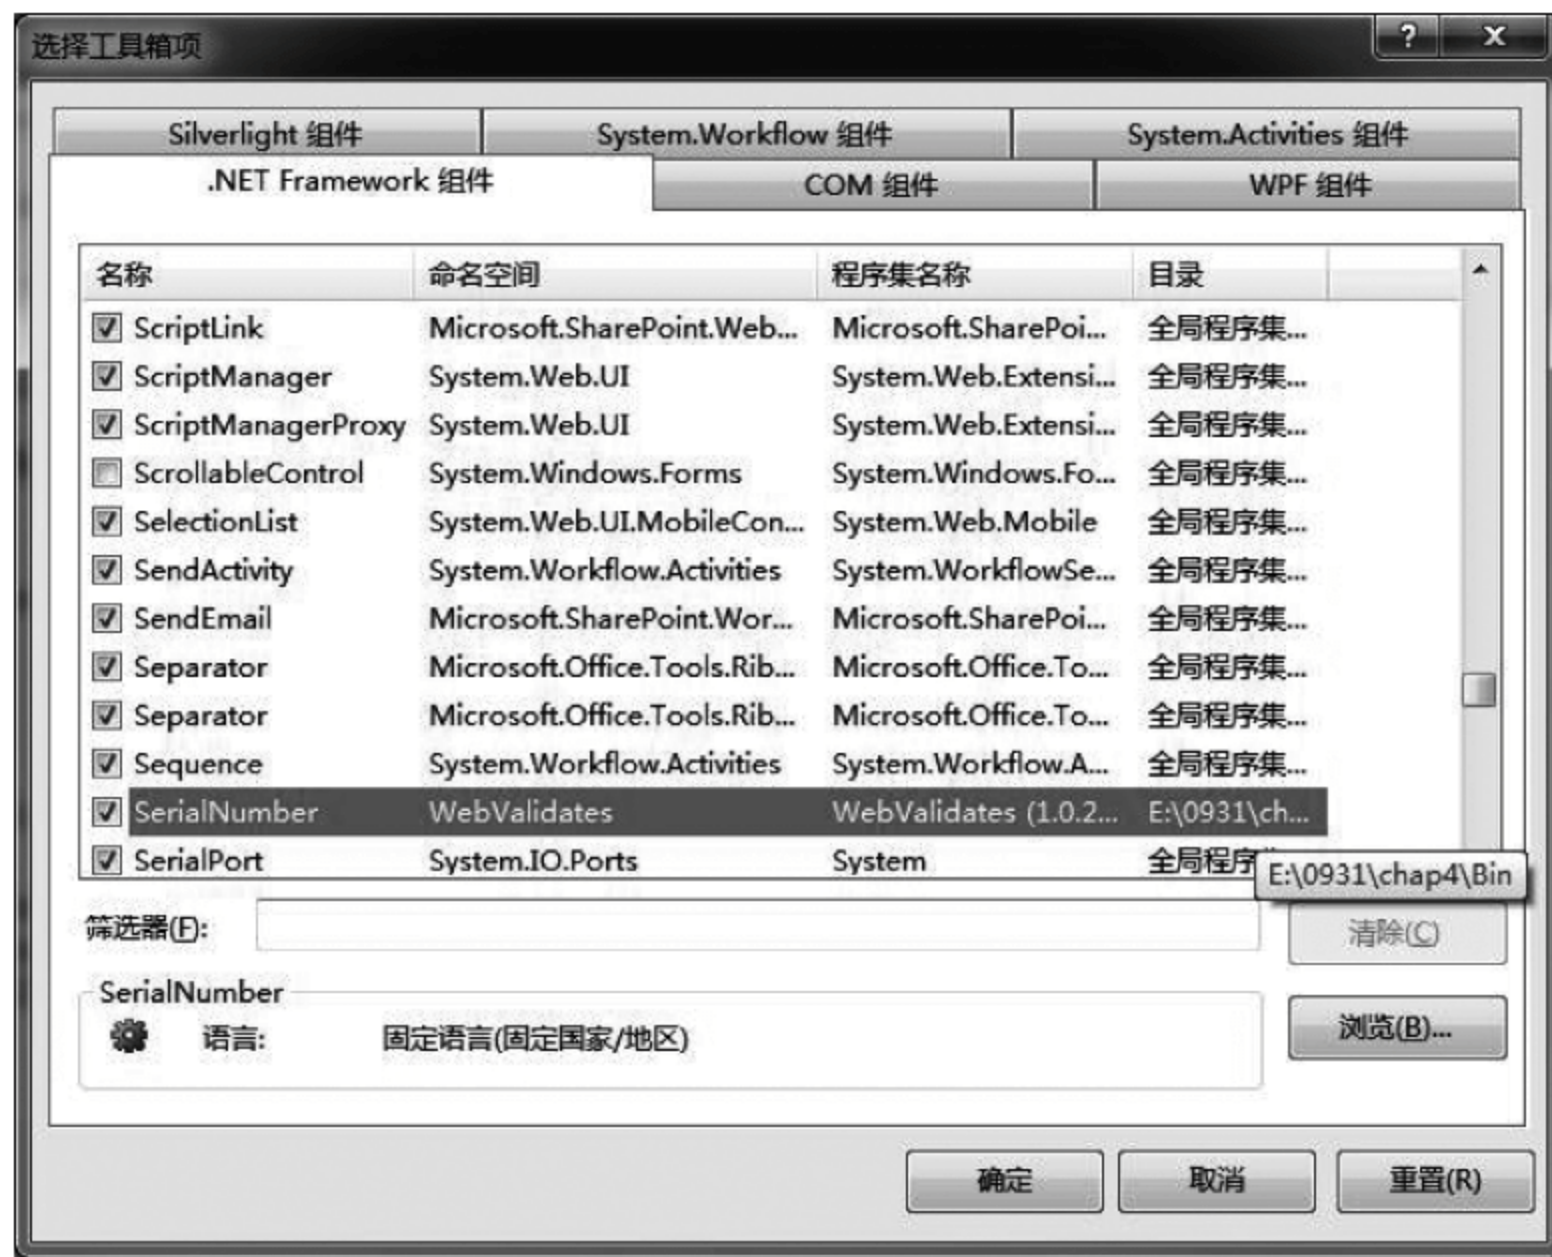 选择工具箱项
Silverlight 组件 System.Workflow 组件 System.Activities 组件
.NET Framework 组件 COM 组件 WPF 组件
名称 命名空间 程序集名称 目录
ScriptLink Microsoft.SharePoint.Web... Microsoft.SharePoi... 全局程序集...
ScriptManager System.Web.UI System.Web.Extensi... 全局程序集...
ScriptManagerProxy System.Web.UI System.Web.Extensi... 全局程序集...
ScrollableControl System.Windows.Forms System.Windows.Fo... 全局程序集...
SelectionList System.Web.UI.MobileCon... System.Web.Mobile 全局程序集...
SendActivity System.Workflow.Activities System.WorkflowSe... 全局程序集...
SendEmail Microsoft.SharePoint.Wor... Microsoft.SharePoi... 全局程序集...
Separator Microsoft.Office.Tools.Rib... Microsoft.Office.To... 全局程序集...
Separator Microsoft.Office.Tools.Rib... Microsoft.Office.To... 全局程序集...
Sequence System.Workflow.Activities System.Workflow.A... 全局程序集...
SerialNumber WebValidates WebValidates (1.0.2... E:\0931\ch...
SerialPort System.IO.Ports System 全局程序
E:\0931\chap4\Bin
筛选器(F): 清除(C)
SerialNumber
语言: 固定语言(固定国家/地区) 浏览(B)...
确定 取消 重置(R)